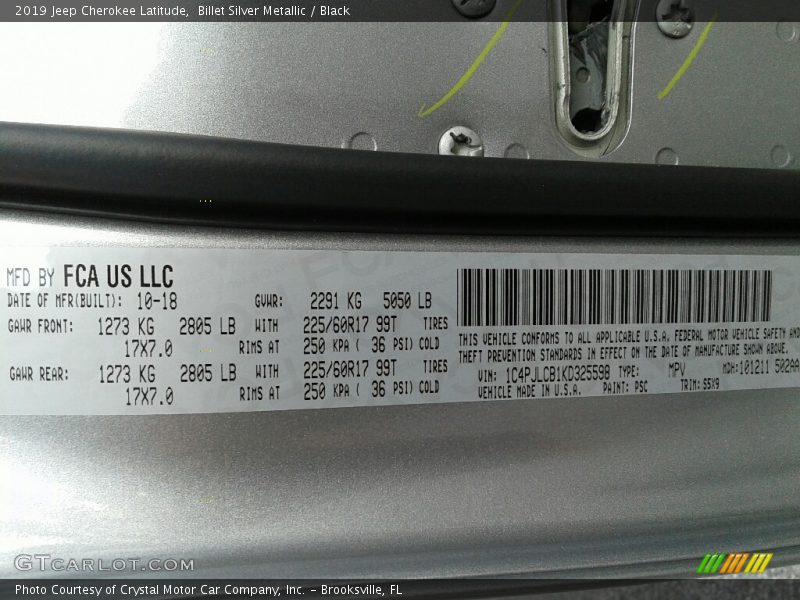 2019 Jeep Cherokee Latitude,  Billet Silver Metallic / Black
MFD BY FCA US LLC
DATE OF MFR(BUILT): 10-18 GVWR: 2291 KG 5050 LB
GAWR FRONT: 1273 KG 2805 LB WITH 225/60R17 99T TIRES
17X7.0 RIMS AT 250 KPA ( 36 PSI) COLD
GAWR REAR: 1273 KG 2805 LB WITH 225/60R17 99T TIRES
17X7.0 RIMS AT 250 KPA ( 36 PSI) COLD
THIS VEHICLE CONFORMS TO ALL APPLICABLE U.S.A. FEDERAL MOTOR VEHICLE SAFETY AND
THEFT PREVENTION STANDARDS IN EFFECT ON THE DATE OF MANUFACTURE SHOWN ABOVE.
VIN: 1C4PJLCB1KD325598 TYPE: MPV MDH:101211 502AA
VEHICLE MADE IN U.S.A. PAINT: PSC TRIM: S5X9
GTCARLOT.COM
Photo Courtesy of Crystal Motor Car Company, Inc. – Brooksville, FL